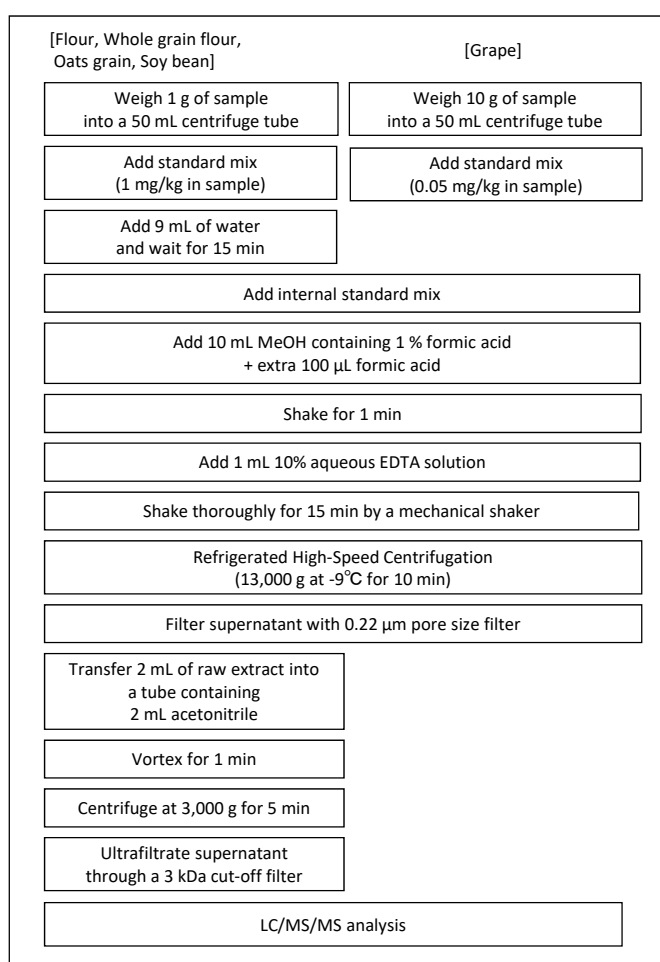 [Flour, Whole grain flour,
Oats grain, Soy bean]
[Grape]
Weigh 1 g of sample
into a 50 mL centrifuge tube
Weigh 10 g of sample
into a 50 mL centrifuge tube
Add standard mix
(1 mg/kg in sample)
Add standard mix
(0.05 mg/kg in sample)
Add 9 mL of water
and wait for 15 min
Add internal standard mix
Add 10 mL MeOH containing 1 % formic acid
+ extra 100 µL formic acid
Shake for 1 min
Add 1 mL 10% aqueous EDTA solution
Shake thoroughly for 15 min by a mechanical shaker
Refrigerated High-Speed Centrifugation
(13,000 g at -9℃ for 10 min)
Filter supernatant with 0.22 µm pore size filter
Transfer 2 mL of raw extract into
a tube containing
2 mL acetonitrile
Vortex for 1 min
Centrifuge at 3,000 g for 5 min
Ultrafiltrate supernatant
through a 3 kDa cut-off filter
LC/MS/MS analysis